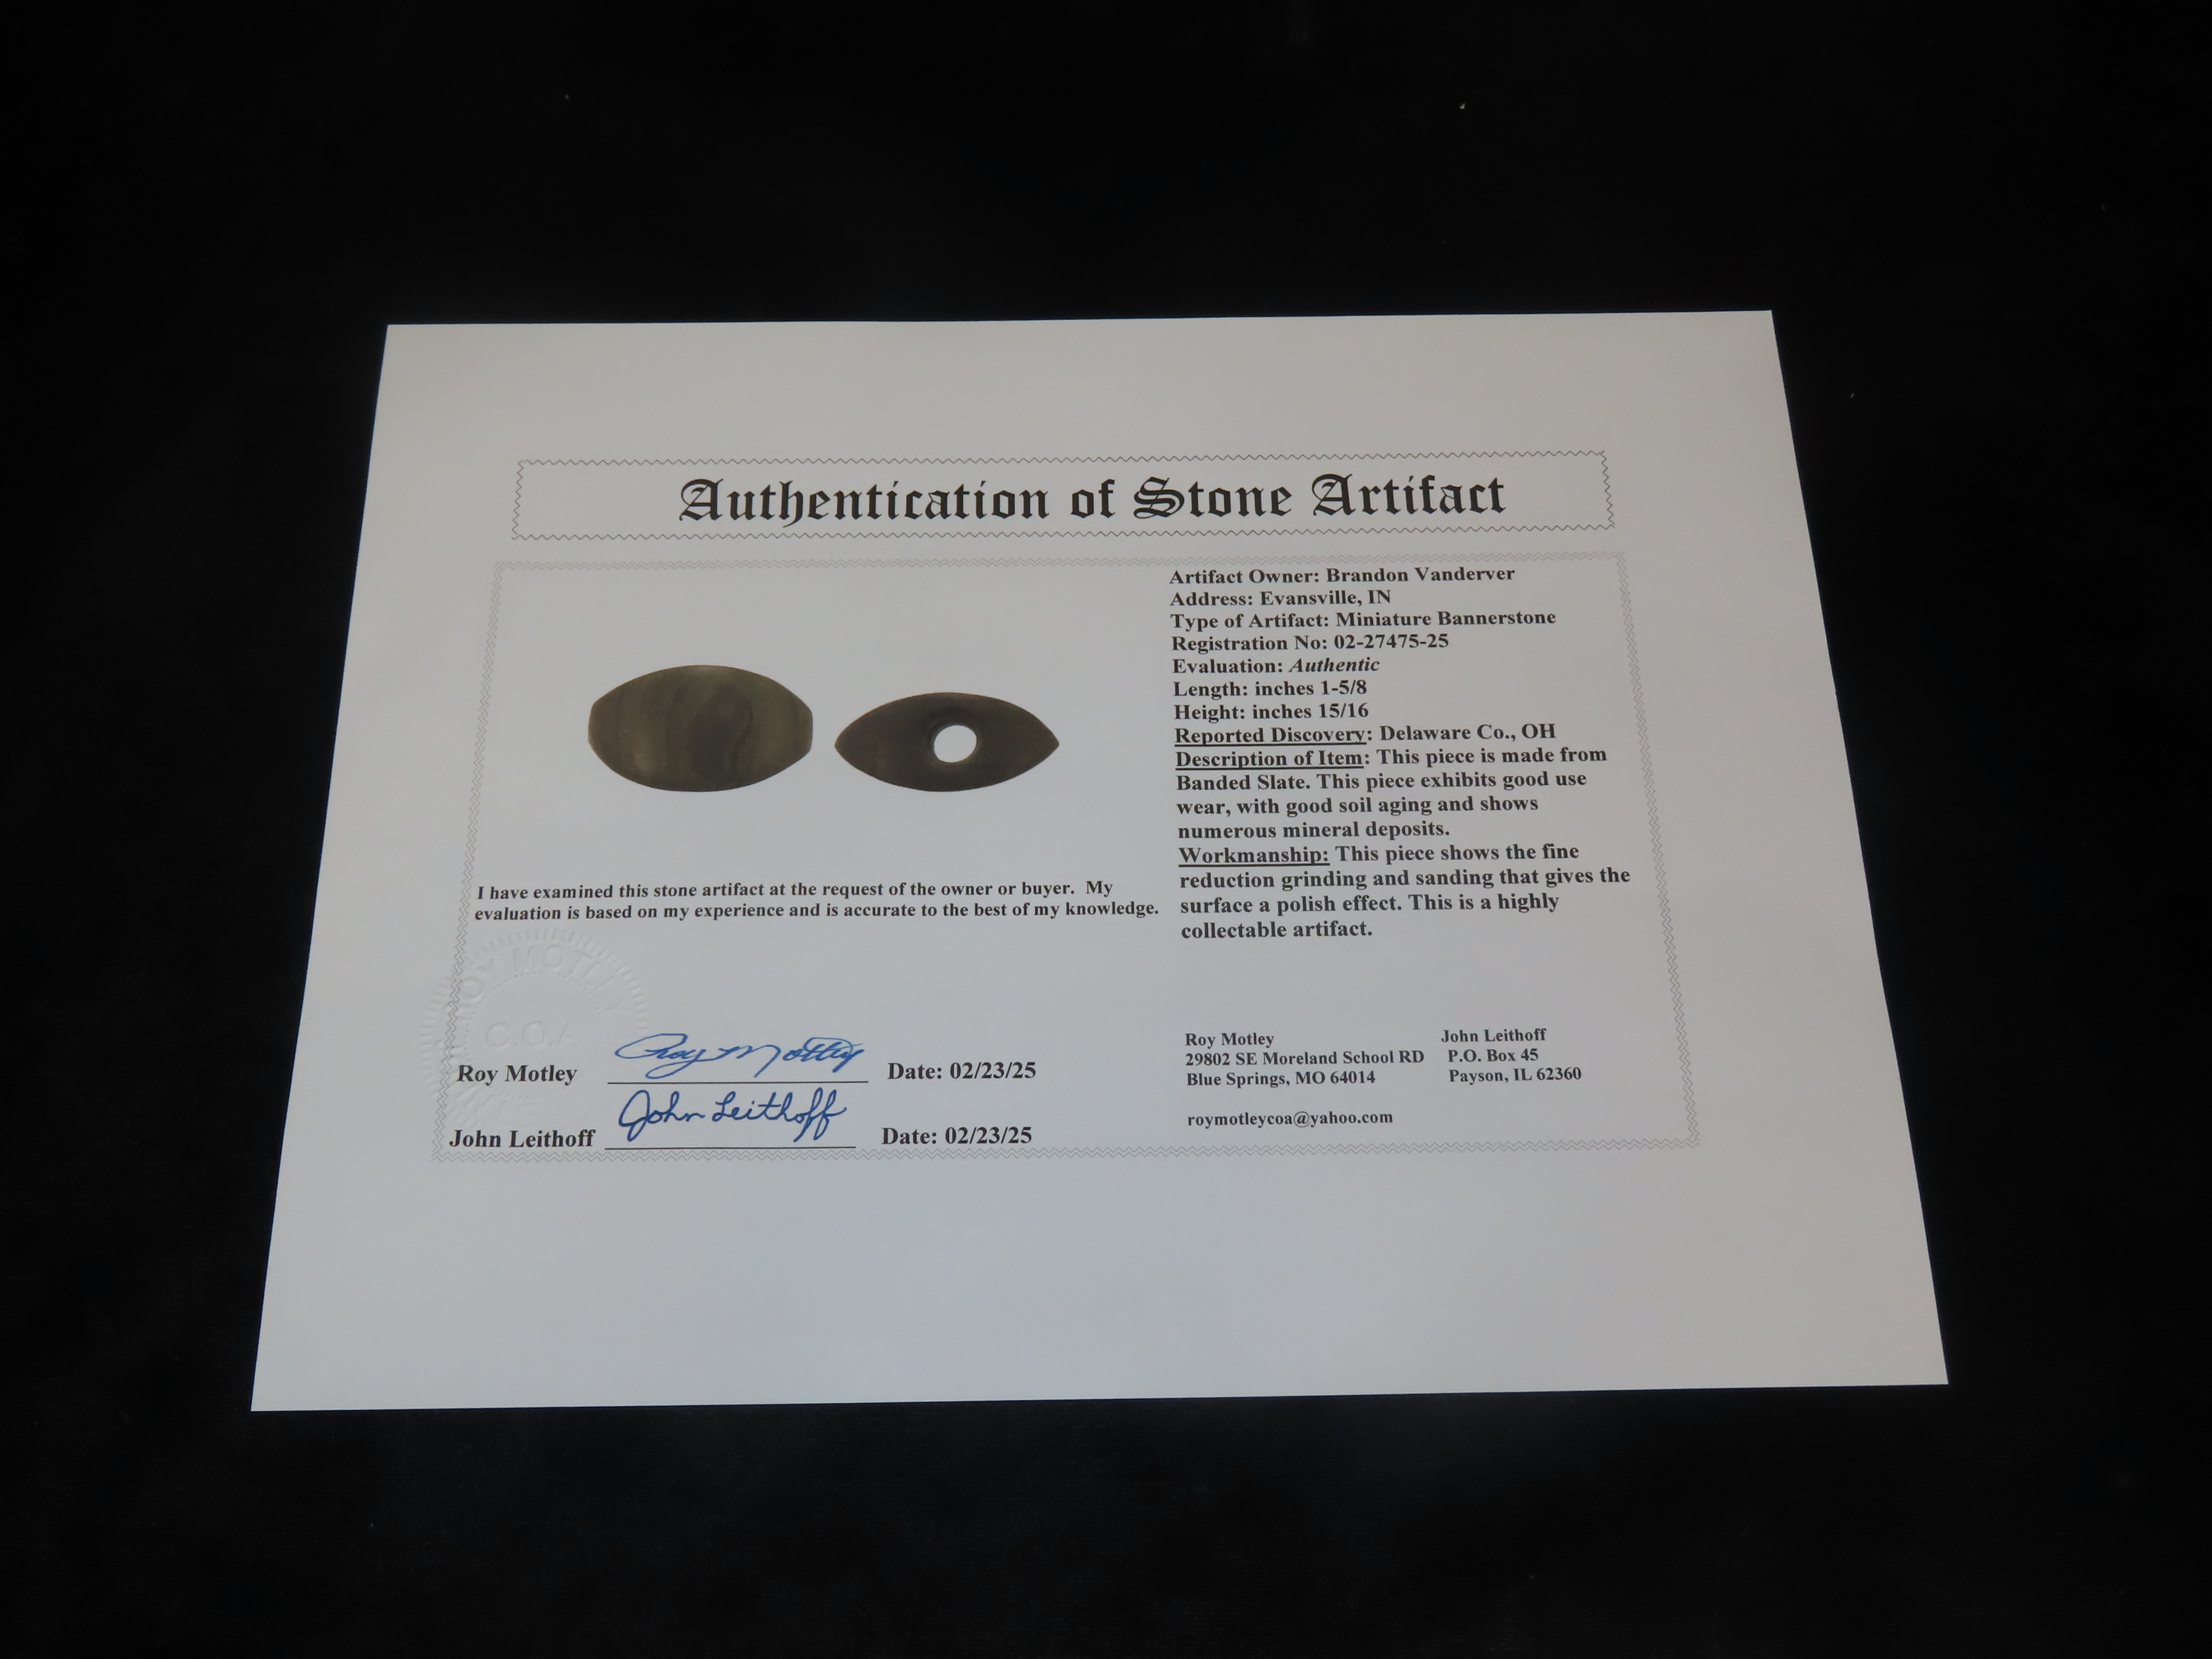 Authentication of Stone Artifact
Artifact Owner: Brandon Vanderver
Address: Evansville, IN
Type of Artifact: Miniature Bannerstone
Registration No: 02-27475-25
Evaluation: Authentic
Length: inches 1-5/8
Height: inches 15/16
Reported Discovery: Delaware Co., OH
Description of Item: This piece is made from
Banded Slate. This piece exhibits good use
wear, with good soil aging and shows
numerous mineral deposits.
Workmanship: This piece shows the fine
reduction grinding and sanding that gives the
surface a polish effect. This is a highly
collectable artifact.
I have examined this stone artifact at the request of the owner or buyer. My
evaluation is based on my experience and is accurate to the best of my knowledge.
ROY MOTLEY
C.O.A
Roy Motley Roy Motley Date: 02/23/25
John Leithoff John Leithoff Date: 02/23/25
Roy Motley
29802 SE Moreland School RD
Blue Springs, MO 64014
roymotleycoa@yahoo.com
John Leithoff
P.O. Box 45
Payson, IL 62360